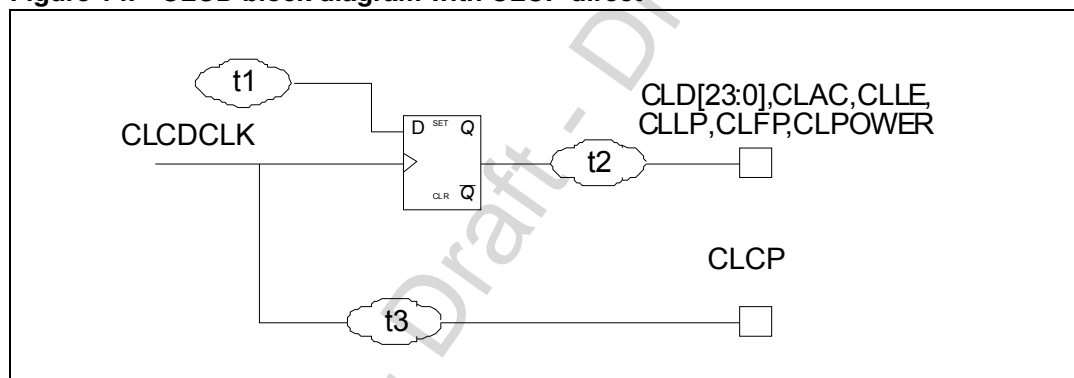 Figure CLCD block diagram with CLCP direct
t1
CLD[23:0],CLAC,CLLE,
CLLP,CLFP,CLPOWER
CLCDCLK
D SET Q
t2
CLR Q̅
CLCP
t3
Draft -